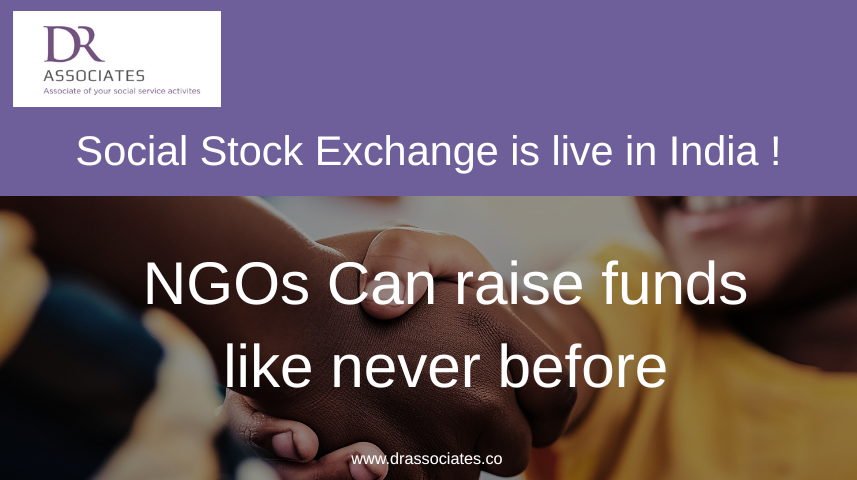 DR
ASSOCIATES
Associate of your social service activites
Social Stock Exchange is live in India !
NGOs Can raise funds
like never before
www.drassociates.co